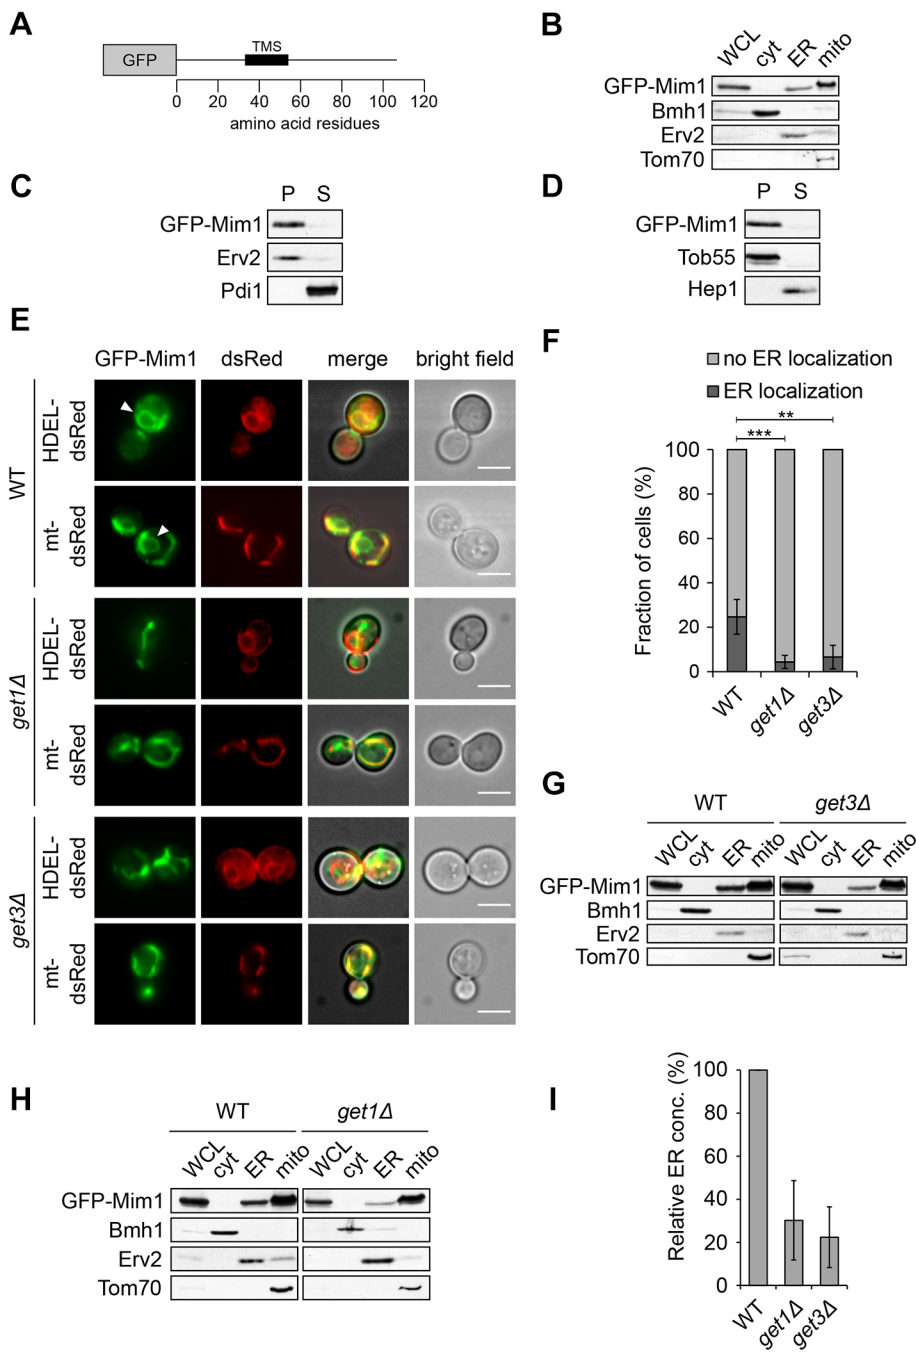 A
GFP
TMS
0 20 40 60 80 100 120
amino acid residues
B
WCL cyt ER mito
GFP-Mim1
Bmh1
Erv2
Tom70
C
P S
GFP-Mim1
Erv2
Pdi1
D
P S
GFP-Mim1
Tob55
Hep1
E
GFP-Mim1 dsRed merge bright field
WT
HDEL-
dsRed
mt-
dsRed
get1Δ
HDEL-
dsRed
mt-
dsRed
get3Δ
HDEL-
dsRed
mt-
dsRed
F
no ER localization
ER localization
**
***
Fraction of cells (%)
100
80
60
40
20
0
WT get1Δ get3Δ
G
WT get3Δ
WCL cyt ER mito WCL cyt ER mito
GFP-Mim1
Bmh1
Erv2
Tom70
H
WT get1Δ
WCL cyt ER mito WCL cyt ER mito
GFP-Mim1
Bmh1
Erv2
Tom70
I
Relative ER conc. (%)
100
80
60
40
20
0
WT get1Δ get3Δ